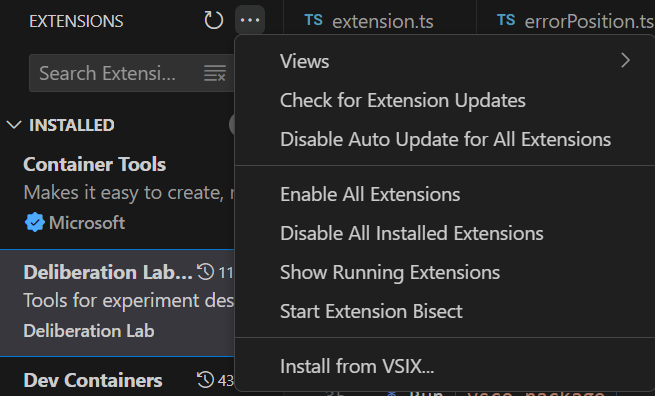 EXTENSIONS
TS extension.ts
TS errorPosition.ts
Search Extensi...
Views
Check for Extension Updates
Disable Auto Update for All Extensions
Enable All Extensions
Disable All Installed Extensions
Show Running Extensions
Start Extension Bisect
Install from VSIX...
INSTALLED
Container Tools
Makes it easy to create,
Microsoft
Deliberation Lab... 11
Tools for experiment des
Deliberation Lab
Dev Containers 43
Run `vsce package`